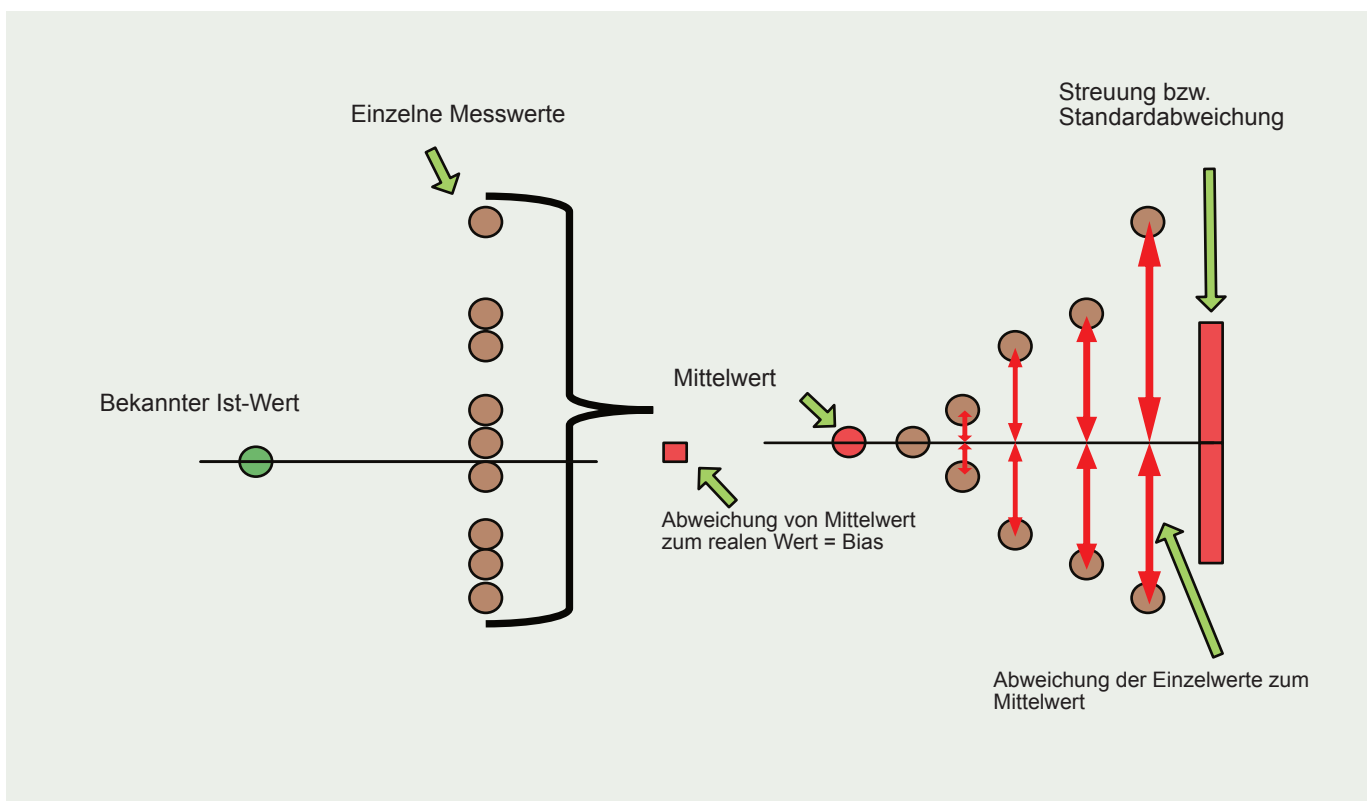 Streuung bzw.
Standardabweichung
Einzelne Messwerte
Mittelwert
Bekannter Ist-Wert
Abweichung von Mittelwert
zum realen Wert = Bias
Abweichung der Einzelwerte zum
Mittelwert